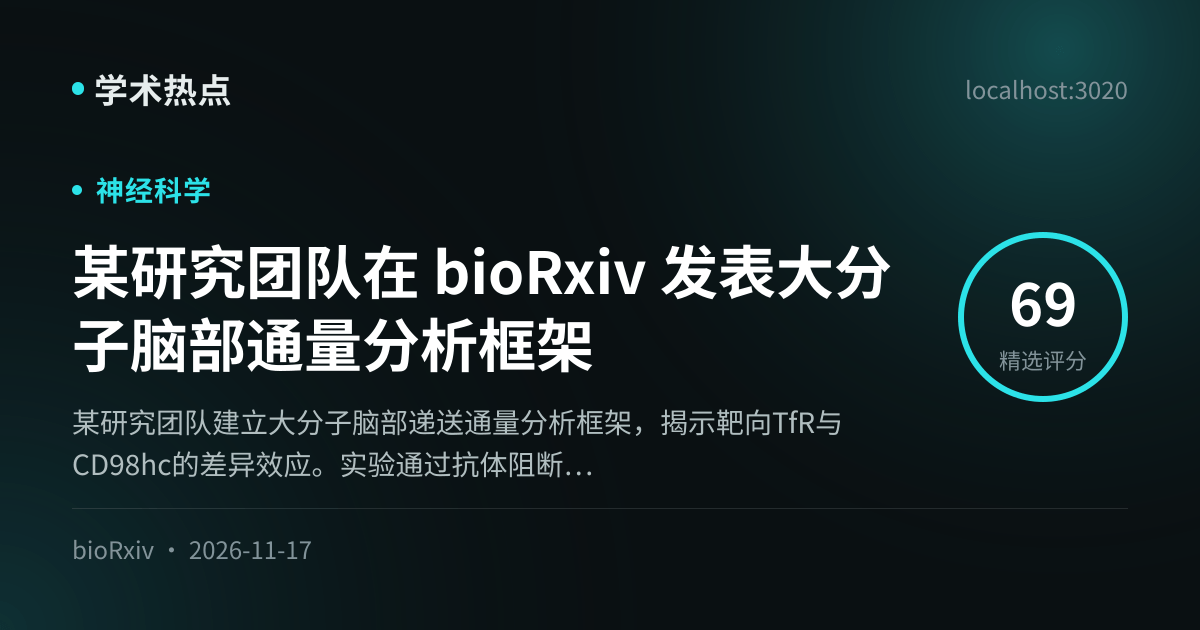 学术热点
localhost:3020
神经科学
某研究团队在 bioRxiv 发表大分
子脑部通量分析框架
69
精选评分
某研究团队建立大分子脑部递送通量分析框架，揭示靶向TfR与
CD98hc的差异效应。实验通过抗体阻断…
bioRxiv • 2026-11-17